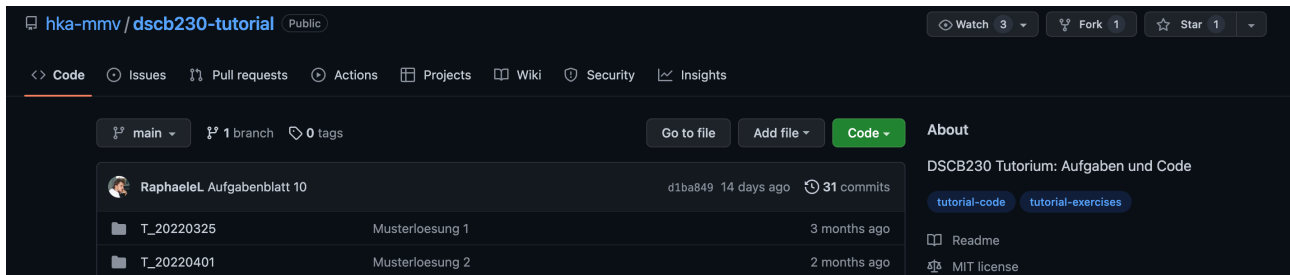 hka-mmv / dscb230-tutorial Public
Watch 3 Fork 1 Star 1
<> Code Issues Pull requests Actions Projects Wiki Security Insights
main 1 branch 0 tags Go to file Add file Code
RaphaeleL Aufgabenblatt 10 d1ba849 14 days ago 31 commits
T_20220325 Musterloesung 1 3 months ago
T_20220401 Musterloesung 2 2 months ago
About
DSCB230 Tutorium: Aufgaben und Code
tutorial-code tutorial-exercises
Readme
MIT license